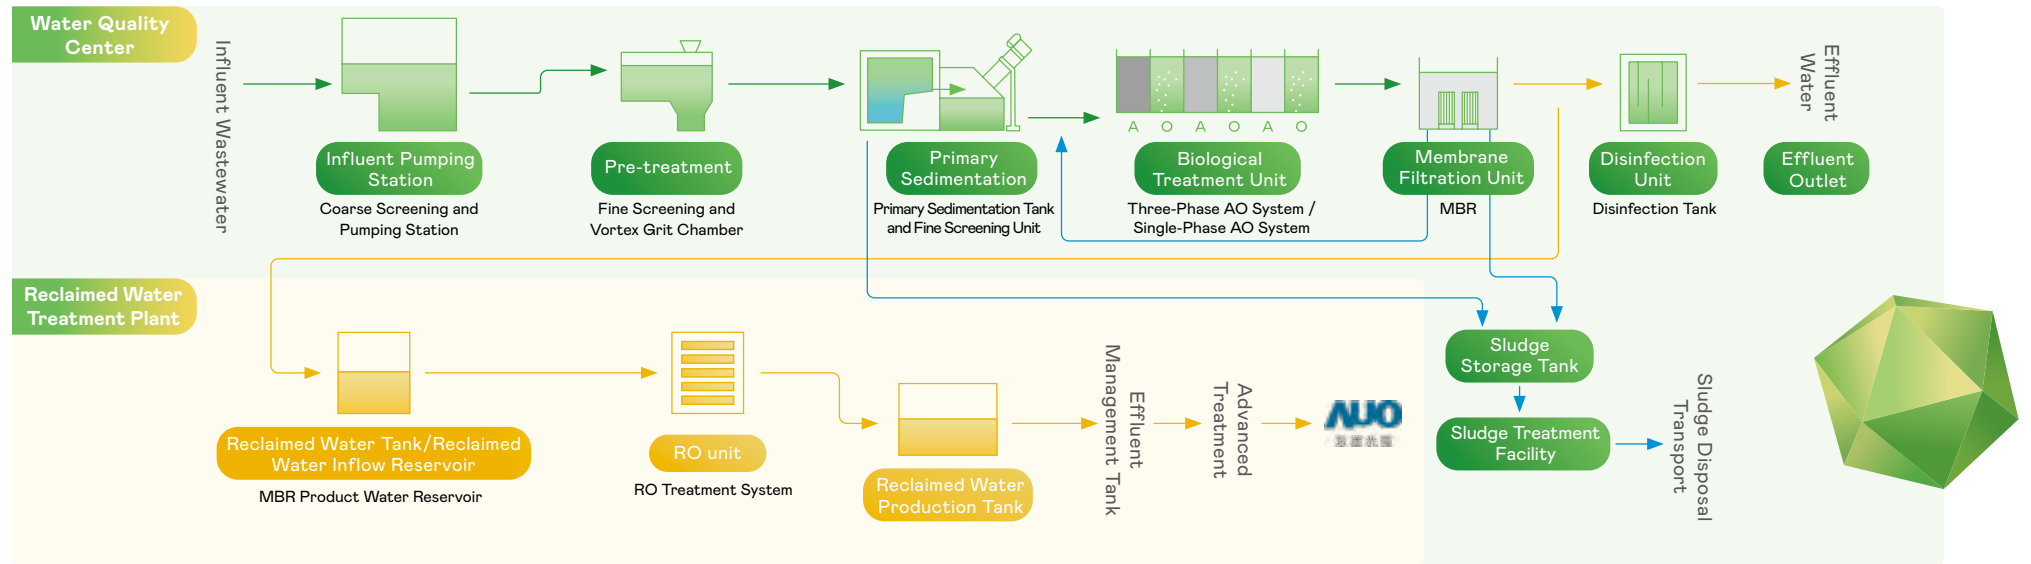 Water Quality
Center
Influent Wastewater
Influent Pumping
Station
Coarse Screening and
Pumping Station
Pre-treatment
Fine Screening and
Vortex Grit Chamber
Primary
Sedimentation
Primary Sedimentation Tank
and Fine Screening Unit
A O A O A O
Biological
Treatment Unit
Three-Phase AO System /
Single-Phase AO System
Membrane
Filtration Unit
MBR
Disinfection
Unit
Disinfection Tank
Effluent
Water
Effluent
Outlet
Reclaimed Water
Treatment Plant
Reclaimed Water Tank/Reclaimed
Water Inflow Reservoir
MBR Product Water Reservoir
RO unit
RO Treatment System
Reclaimed Water
Production Tank
Effluent
Management Tank
Advanced
Treatment
AUO
Sludge
Storage Tank
Sludge Treatment
Facility
Sludge Disposal
Transport